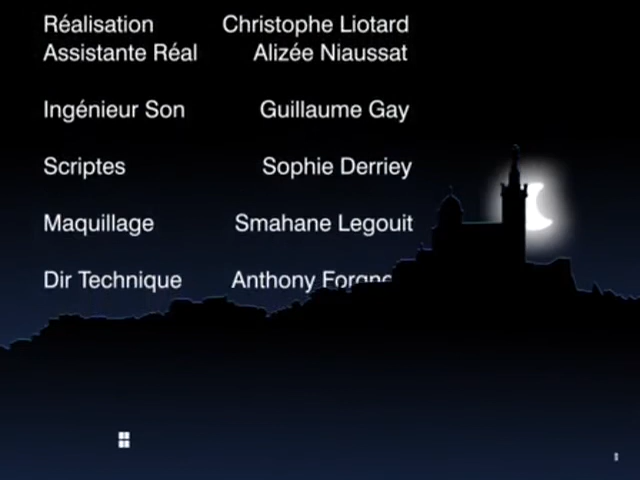 Réalisation Christophe Liotard
Assistante Réal Alizée Niaussat
Ingénieur Son Guillaume Gay
Scriptes Sophie Derriey
Maquillage Smahane Legouit
Dir Technique Anthony